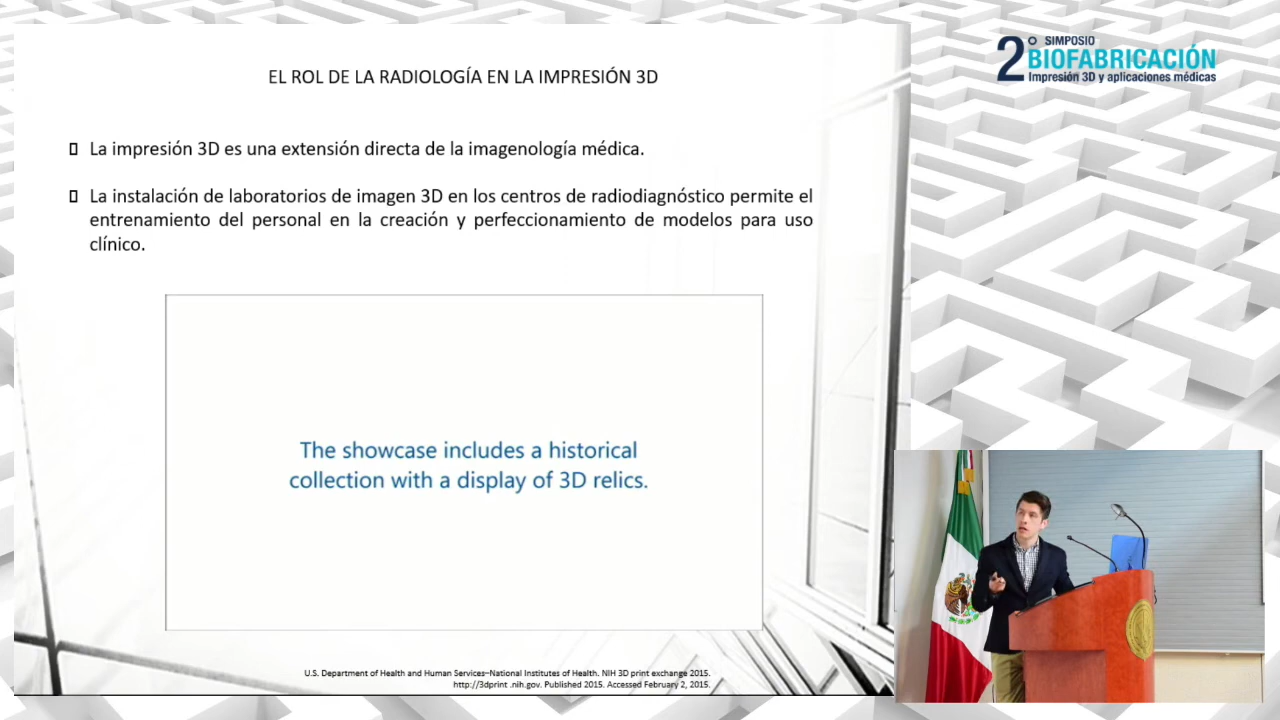 EL ROL DE LA RADIOLOGÍA EN LA IMPRESIÓN 3D
La impresión 3D es una extensión directa de la imagenología médica.
La instalación de laboratorios de imagen 3D en los centros de radiodiagnóstico permite el
entrenamiento del personal en la creación y perfeccionamiento de modelos para uso
clínico.
The showcase includes a historical
collection with a display of 3D relics.
U.S. Department of Health and Human Services–National Institutes of Health. NIH 3D print exchange 2015.
http://3dprint .nih.gov. Published 2015. Accessed February 2, 2015.
2° SIMPOSIO
BIOFABRICACIÓN
Impresión 3D y aplicaciones médicas